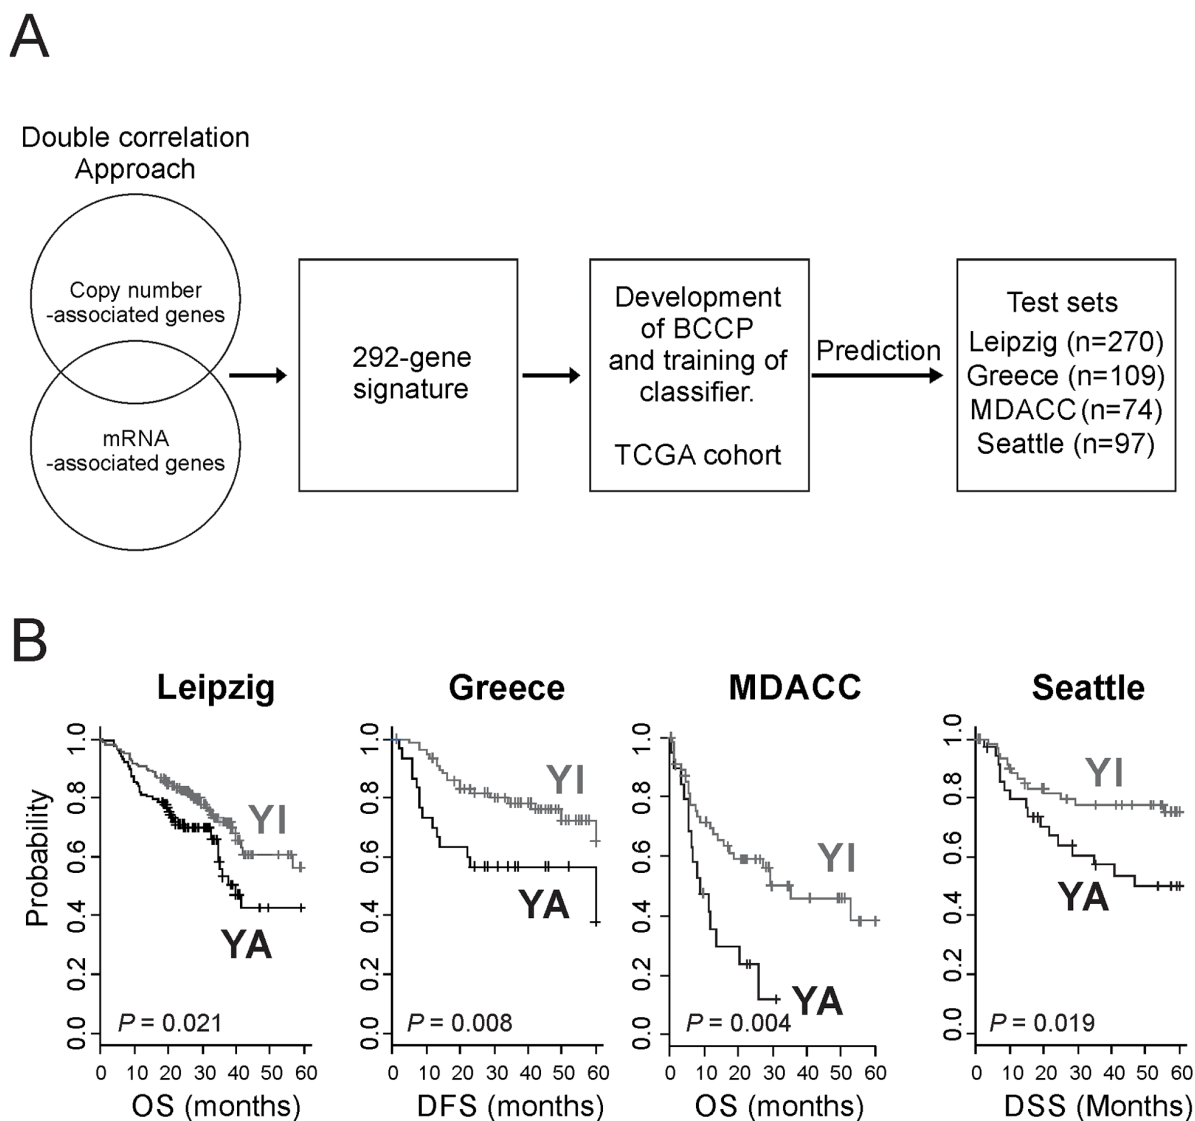 A
Double correlation
Approach
Copy number
-associated genes
mRNA
-associated genes
292-gene
signature
Development
of BCCP
and training of
classifier.
TCGA cohort
Prediction
Test sets
Leipzig (n=270)
Greece (n=109)
MDACC (n=74)
Seattle (n=97)
B
Leipzig
Probability
1.0
0.8
0.6
0.4
0.2
0.0
YI
YA
P = 0.021
0 10 20 30 40 50 60
OS (months)
Greece
1.0
0.8
0.6
0.4
0.2
0.0
YI
YA
P = 0.008
0 10 20 30 40 50 60
DFS (months)
MDACC
1.0
0.8
0.6
0.4
0.2
0.0
YI
YA
P = 0.004
0 10 20 30 40 50 60
OS (months)
Seattle
1.0
0.8
0.6
0.4
0.2
0.0
YI
YA
P = 0.019
0 10 20 30 40 50 60
DSS (Months)